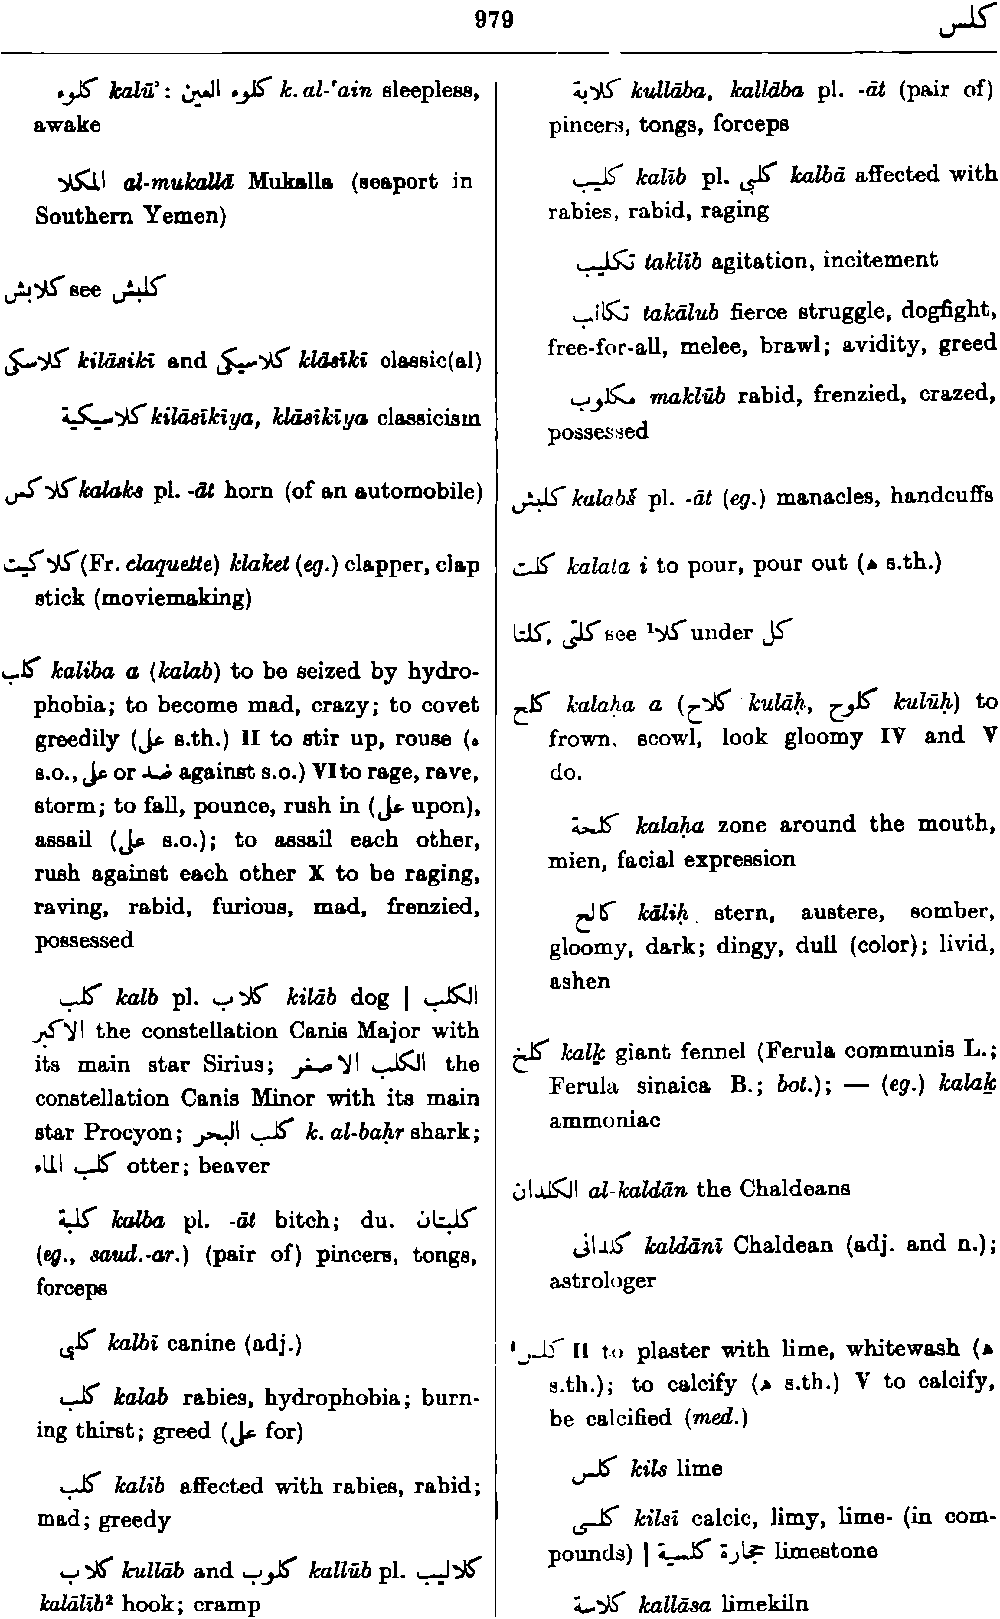 979
كلس
كلوء kalū’: كلوء العين k. al-‘ain sleepless,
awake
المكلا al-mukallā Mukalla (seaport in
Southern Yemen)
كلابش see كلبش
كلاسكي kilāsikī and كلاسيكي klāsīkī classic(al)
كلاسيكية kilāsīkīya, klāsikīya classicism
كلاكس kalaks pl. -āt horn (of an automobile)
كلاكيت (Fr. claquette) klaket (eg.) clapper, clap
stick (moviemaking)
كلب kaliba a (kalab) to be seized by hydro-
phobia; to become mad, crazy; to covet
greedily (على s.th.) II to stir up, rouse (ه
s.o., على or ضد against s.o.) VI to rage, rave,
storm; to fall, pounce, rush in (على upon),
assail (على s.o.); to assail each other,
rush against each other X to be raging,
raving, rabid, furious, mad, frenzied,
possessed
كلب kalb pl. كلاب kilāb dog | الكلب
الاكبر the constellation Canis Major with
its main star Sirius; الكلب الاصغر the
constellation Canis Minor with its main
star Procyon; كلب البحر k. al-baḥr shark;
كلب الماء otter; beaver
كلبة kalba pl. -āt bitch; du. كلبتان
(eg., saud.-ar.) (pair of) pincers, tongs,
forceps
كلبي kalbī canine (adj.)
كلب kalab rabies, hydrophobia; burn-
ing thirst; greed (على for)
كلب kalib affected with rabies, rabid;
mad; greedy
كلاب kullāb and كلوب kallūb pl. كلاليب
kalālīb² hook; cramp
كلابة kullāba, kallāba pl. -āt (pair of)
pincers, tongs, forceps
كليب kalīb pl. كلبى kalbā affected with
rabies, rabid, raging
تكليب taklīb agitation, incitement
تكالب takālub fierce struggle, dogfight,
free-for-all, melee, brawl; avidity, greed
مكلوب maklūb rabid, frenzied, crazed,
possessed
كلبش kalabš pl. -āt (eg.) manacles, handcuffs
كلت kalata i to pour, pour out (ه s.th.)
كلتا, كلتى see كلا¹ under كل
كلح kalaḥa a (كلاح kulāḥ, كلوح kulūḥ) to
frown, scowl, look gloomy IV and V
do.
كلحة kalaḥa zone around the mouth,
mien, facial expression
كالح kāliḥ stern, austere, somber,
gloomy, dark; dingy, dull (color); livid,
ashen
كلخ kalḵ giant fennel (Ferula communis L.;
Ferula sinaica B.; bot.); — (eg.) kalaḵ
ammoniac
الكلدان al-kaldān the Chaldeans
كلدانى kaldānī Chaldean (adj. and n.);
astrologer
كلس¹ II to plaster with lime, whitewash (ه
s.th.); to calcify (ه s.th.) V to calcify,
be calcified (med.)
كلس kils lime
كلسى kilsī calcic, limy, lime- (in com-
pounds) | حجارة كلسية limestone
كلاسة kallāsa limekiln